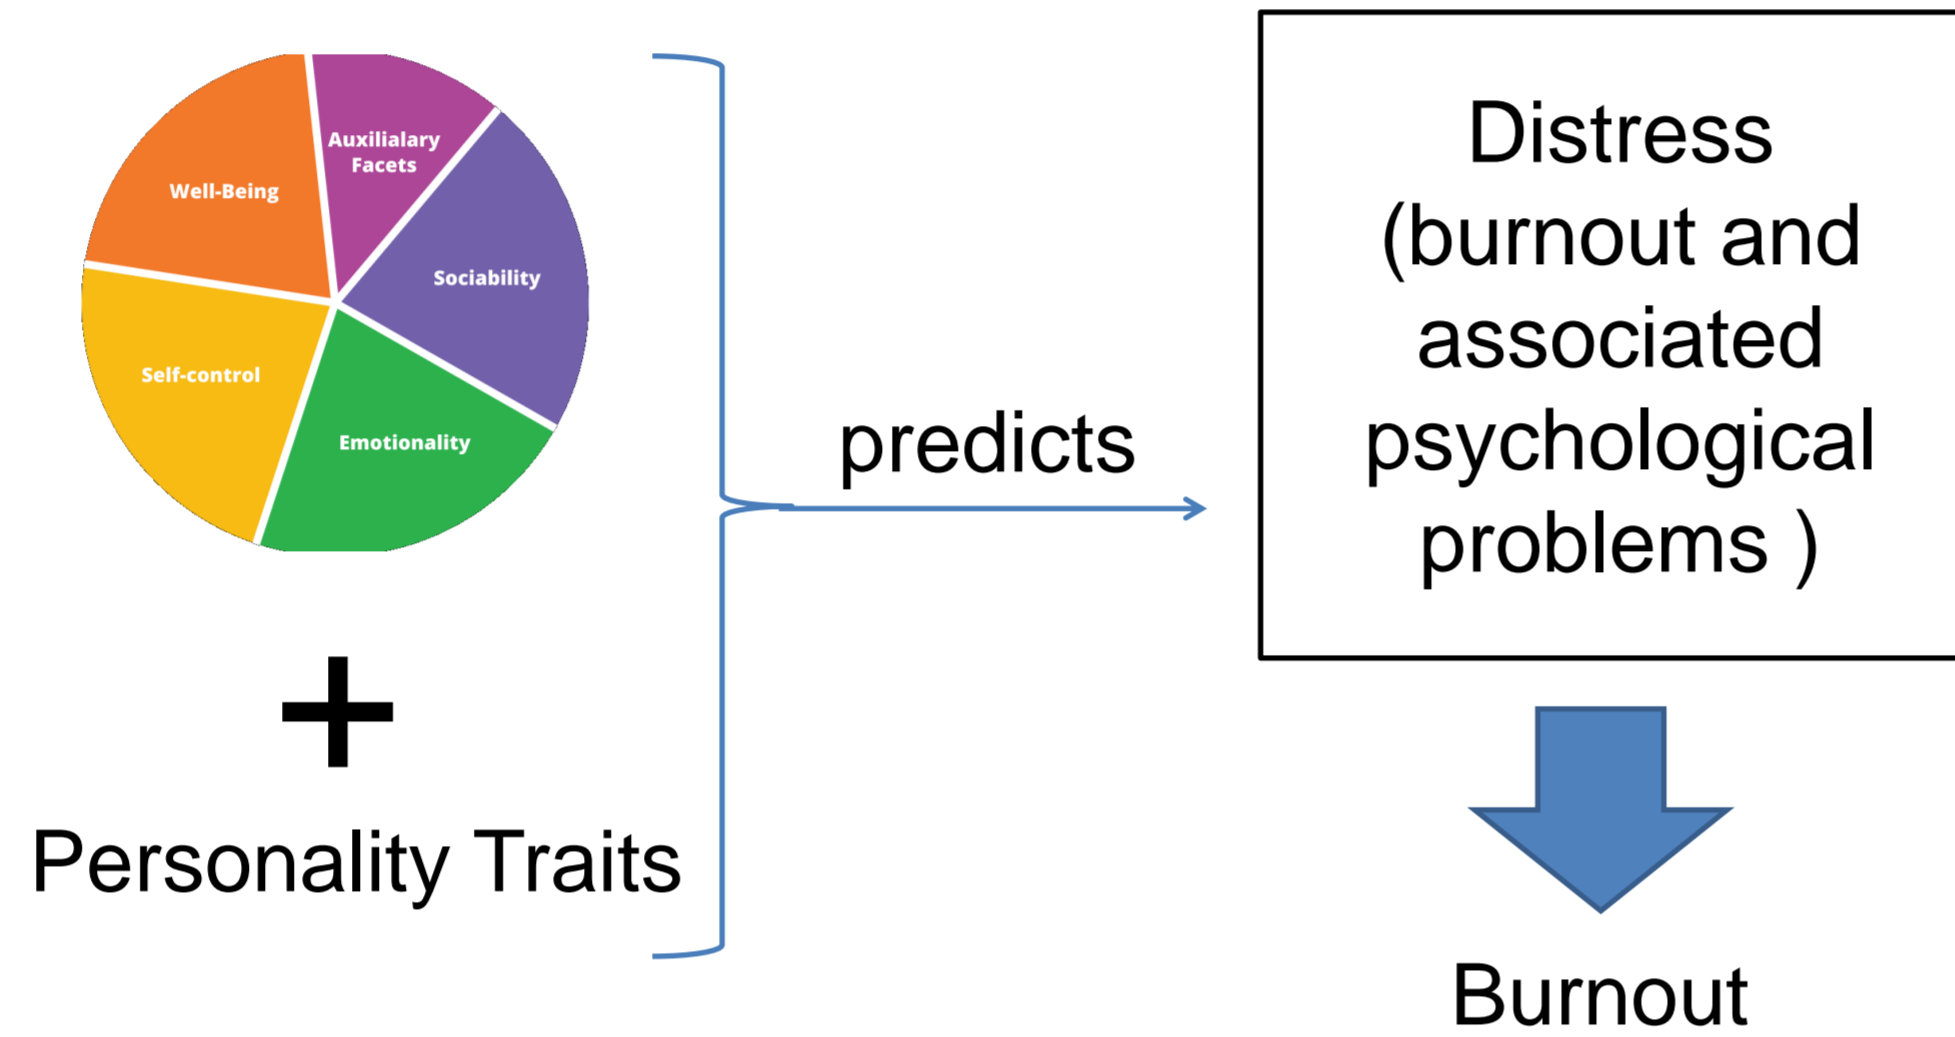 Auxilialary
Facets
Well-Being
Sociability
Self-control
Emotionality
+
Personality Traits
predicts
Distress
(burnout and
associated
psychological
problems )
Burnout